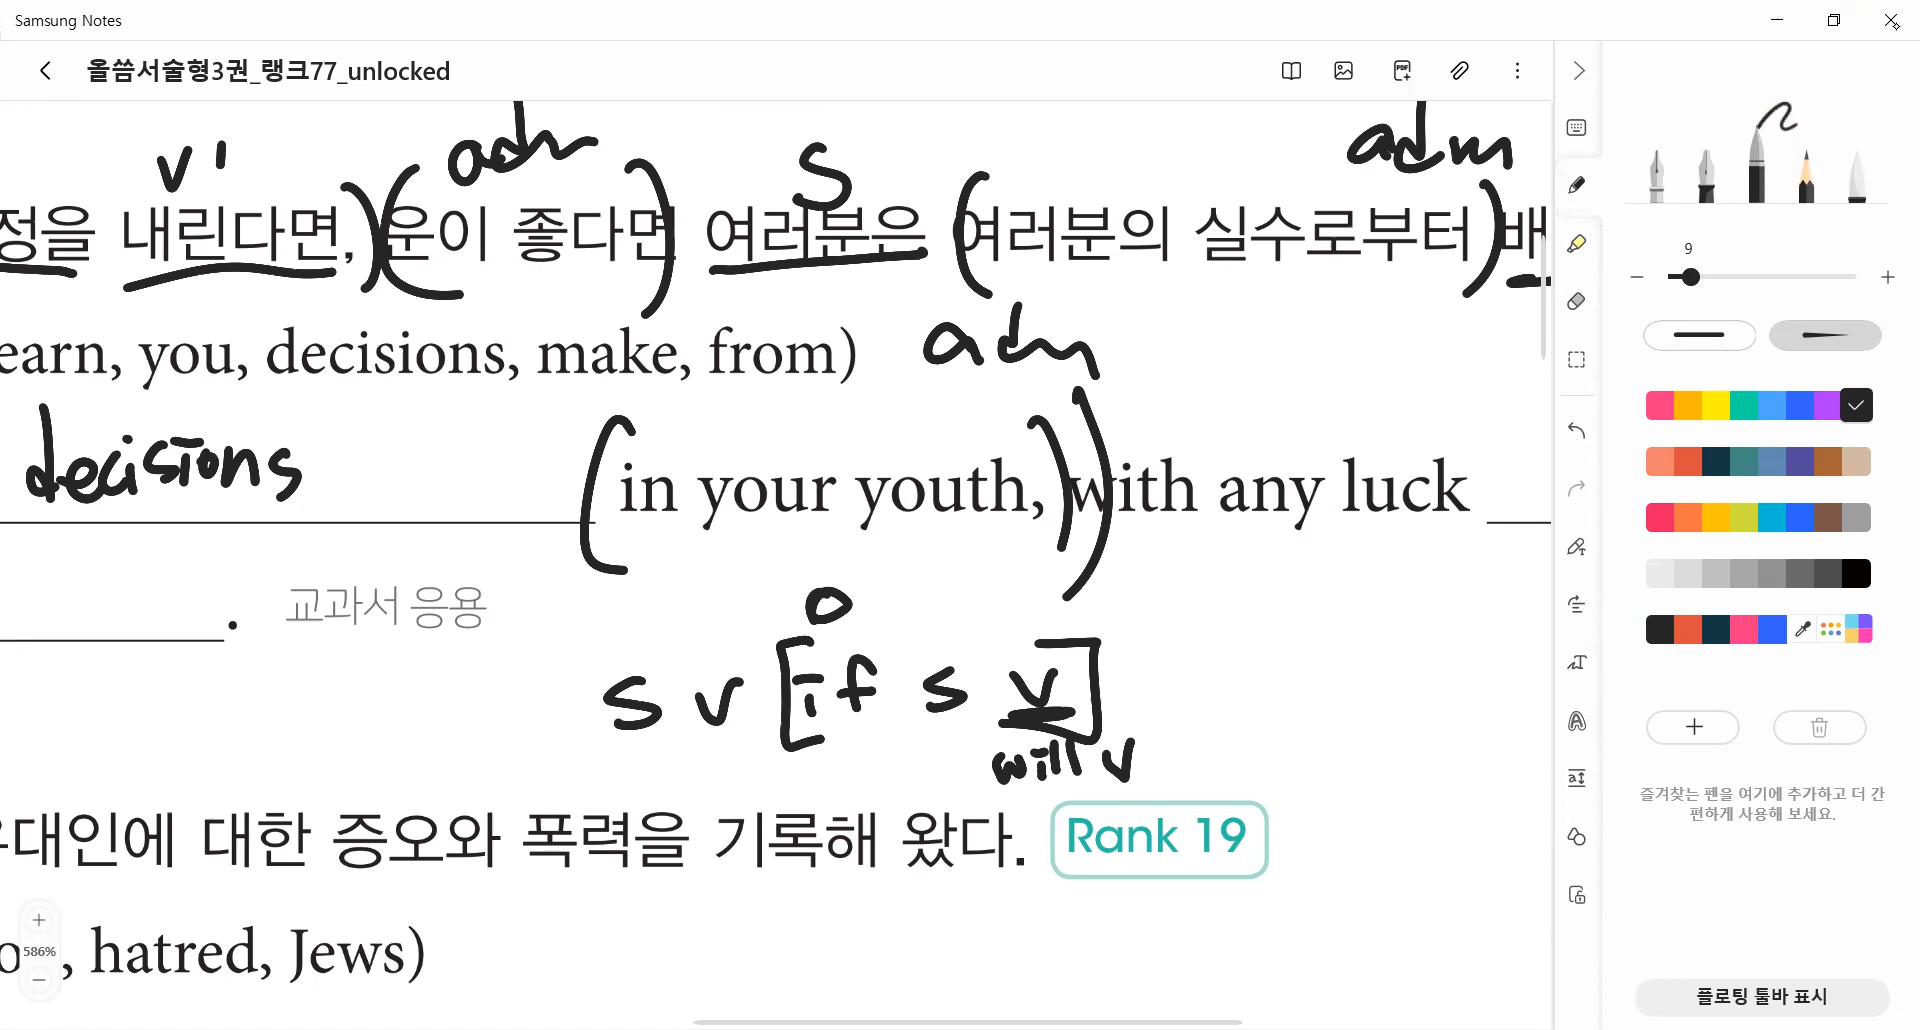 Samsung Notes
올씀서술형3권_랭크77_unlocked
v' adm S adm
정을 내린다면, 운이 좋다면 여러분은 여러분의 실수로부터 배
earn, you, decisions, make, from) adm
decisions (in your youth,) with any luck
. 교과서 응용
o
s v [if s v]
will v
대인에 대한 증오와 폭력을 기록해 왔다. Rank 19
, hatred, Jews)
586%
9
즐겨찾는 펜을 여기에 추가하고 더 간
편하게 사용해 보세요.
플로팅 툴바 표시